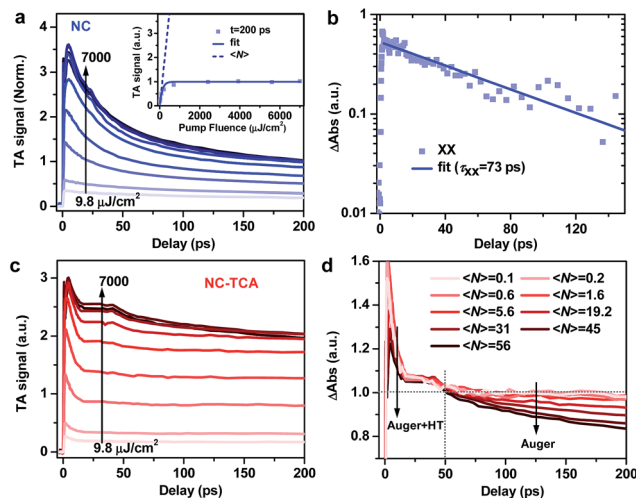 a
NC
7000
9.8 μJ/cm²
TA signal (Norm.)
4
3
2
1
0
0 50 100 150 200
Delay (ps)
TA signal (a.u.)
3
2
1
0
t=200 ps
fit
<N>
0 2000 4000 6000
Pump Fluence (μJ/cm²)
b
ΔAbs (a.u.)
1
0.1
0.01
XX
fit (τxx=73 ps)
0 40 80 120
Delay (ps)
c
NC-TCA
7000
9.8 μJ/cm²
TA signal (a.u.)
3
2
1
0
0 50 100 150 200
Delay (ps)
d
ΔAbs (a.u.)
1.6
1.4
1.2
1.0
0.8
<N>=0.1 <N>=0.2
<N>=0.6 <N>=1.6
<N>=5.6 <N>=19.2
<N>=31 <N>=45
<N>=56
Auger+HT
Auger
0 50 100 150 200
Delay (ps)